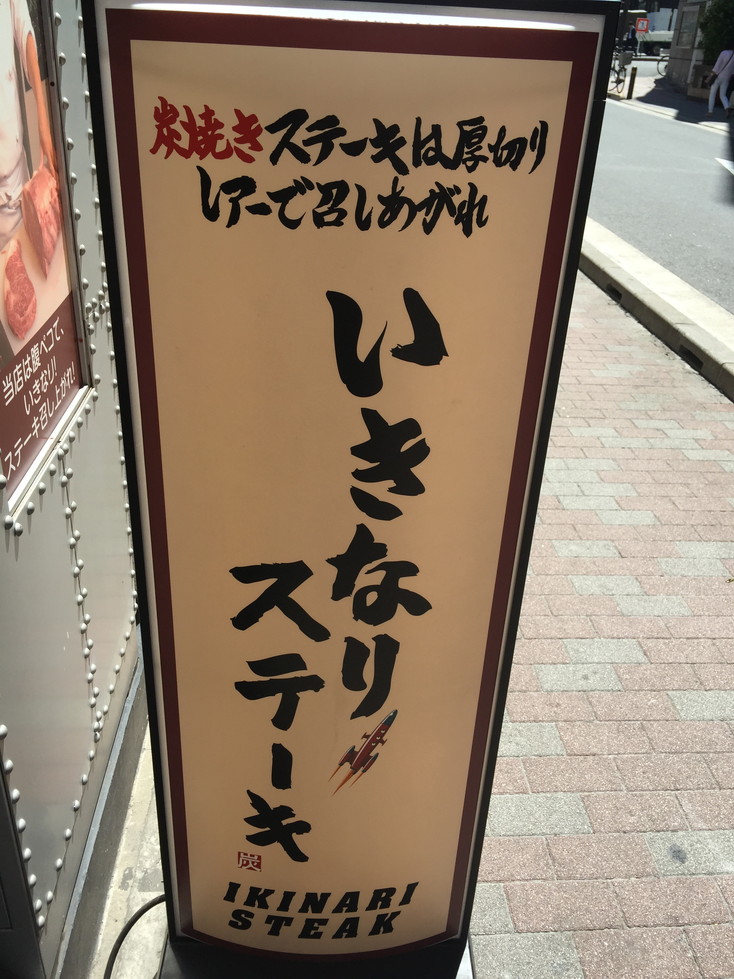 炭焼きステーキは厚切り
レアーで召しあがれ
いきなり
ステーキ
炭
IKINARI
STEAK
当店は腹ペコで、
いきなり!
ステーキ召し上がれ!